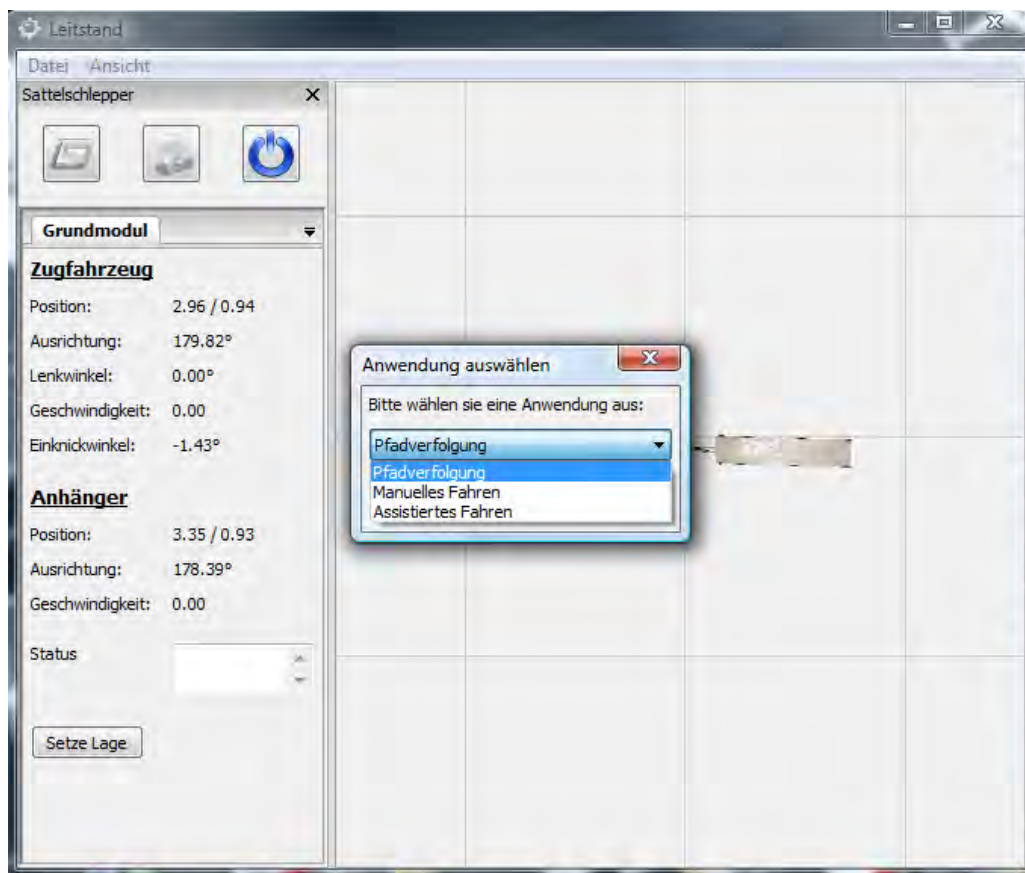 Leitstand
Datei Ansicht
Sattelschlepper
Grundmodul
Zugfahrzeug
Position: 2.96 / 0.94
Ausrichtung: 179.82°
Lenkwinkel: 0.00°
Geschwindigkeit: 0.00
Einknickwinkel: -1.43°
Anhänger
Position: 3.35 / 0.93
Ausrichtung: 178.39°
Geschwindigkeit: 0.00
Status
Setze Lage
Anwendung auswählen
Bitte wählen sie eine Anwendung aus:
Pfadverfolgung
Pfadverfolgung
Manuelles Fahren
Assistiertes Fahren